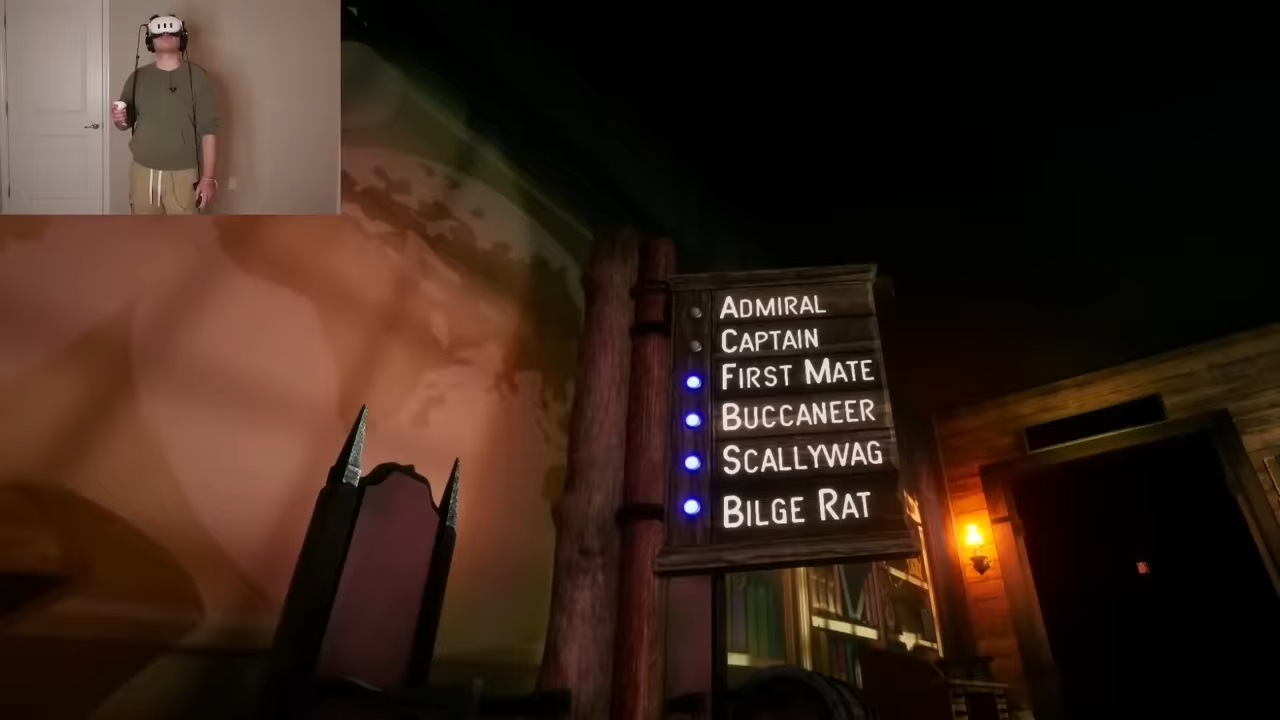 ADMIRAL
CAPTAIN
FIRST MATE
BUCCANEER
SCALLYWAG
BILGE RAT